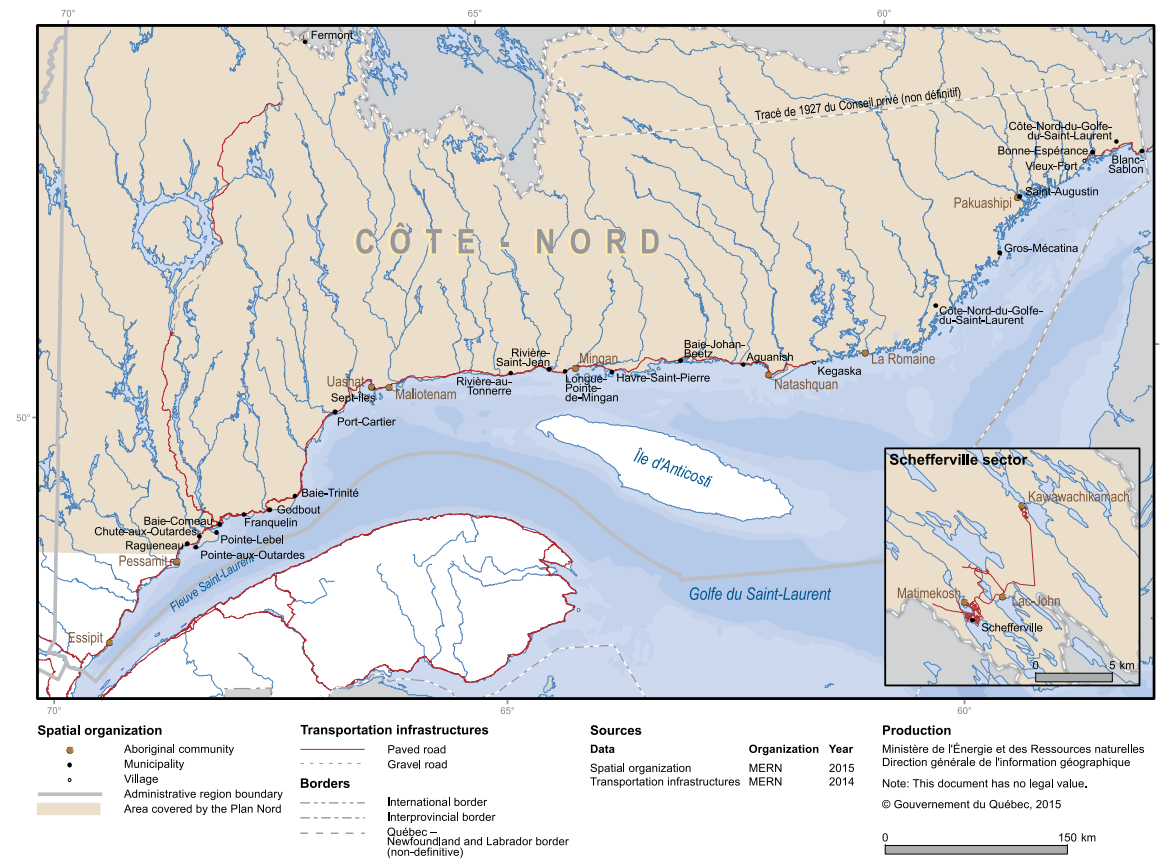 70°
65°
60°
Fermont
Tracé de 1927 du Conseil privé (non définitif)
Côte-Nord-du-Golfe-
du-Saint-Laurent
Bonne-Espérance
Vieux-Fort
Blanc-
Sablon
Saint-Augustin
Pakuashipi
CÔTE - NORD
Gros-Mécatina
Côte-Nord-du-Golfe-
du-Saint-Laurent
Baie-Johan-
Beetz
Rivière-
Saint-Jean
Mingan
Aguanish
La Romaine
Kegaska
Natashquan
Uashat
Maliotenam
Sept-Îles
Rivière-au-
Tonnerre
Longue-
Pointe-
de-Mingan
Havre-Saint-Pierre
50°
Port-Cartier
Île d'Anticosti
Schefferville sector
Kawawachikamach
Baie-Trinité
Godbout
Baie-Comeau
Franquelin
Chute-aux-Outardes
Pointe-Lebel
Ragueneau
Pointe-aux-Outardes
Pessamit
Fleuve Saint-Laurent
Golfe du Saint-Laurent
Matimekosh
Lac-John
Schefferville
Essipit
0 5 km
70°
65°
60°
Spatial organization
Aboriginal community
Municipality
Village
Administrative region boundary
Area covered by the Plan Nord
Transportation infrastructures
Paved road
Gravel road
Borders
International border
Interprovincial border
Québec –
Newfoundland and Labrador border
(non-definitive)
Sources
Data Organization Year
Spatial organization MERN 2015
Transportation infrastructures MERN 2014
Production
Ministère de l'Énergie et des Ressources naturelles
Direction générale de l'information géographique
Note: This document has no legal value.
© Gouvernement du Québec, 2015
0 150 km